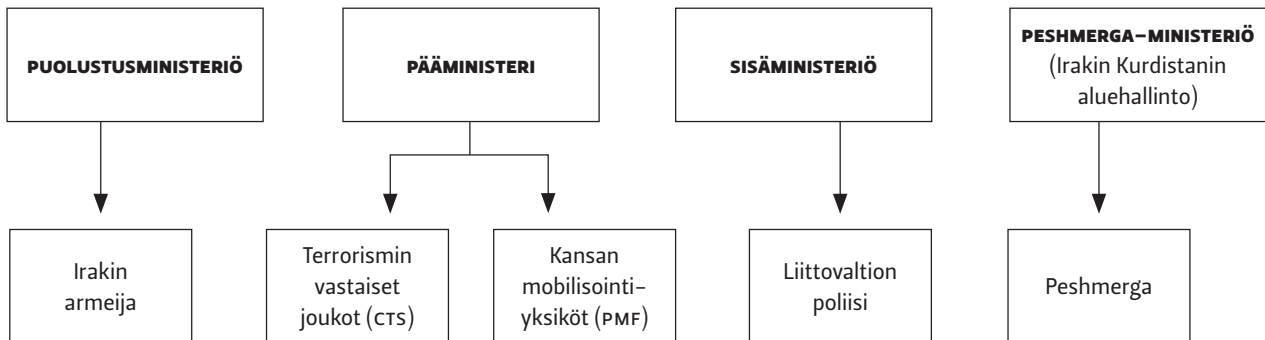 PUOLUSTUSMINISTERIÖ
PÄÄMINISTERI
SISÄMINISTERIÖ
PESHMERGA–MINISTERIÖ
(Irakin Kurdistanin
aluehallinto)
Irakin
armeija
Terrorismin
vastaiset
joukot (CTS)
Kansan
mobilisointi–
yksiköt (PMF)
Liittovaltion
poliisi
Peshmerga